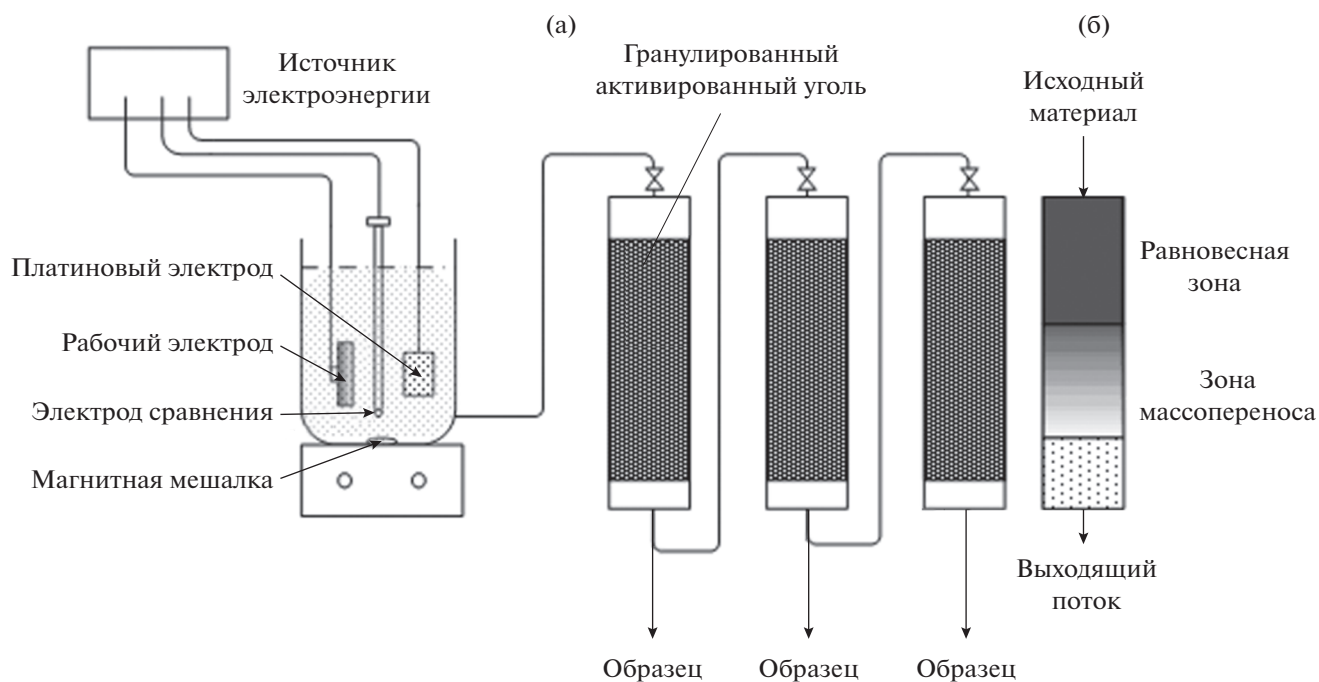 (а)
(б)
Источник
электроэнергии
Гранулированный
активированный уголь
Исходный
материал
Платиновый электрод
Рабочий электрод
Электрод сравнения
Магнитная мешалка
Равновесная
зона
Зона
массопереноса
Выходящий
поток
Образец
Образец
Образец